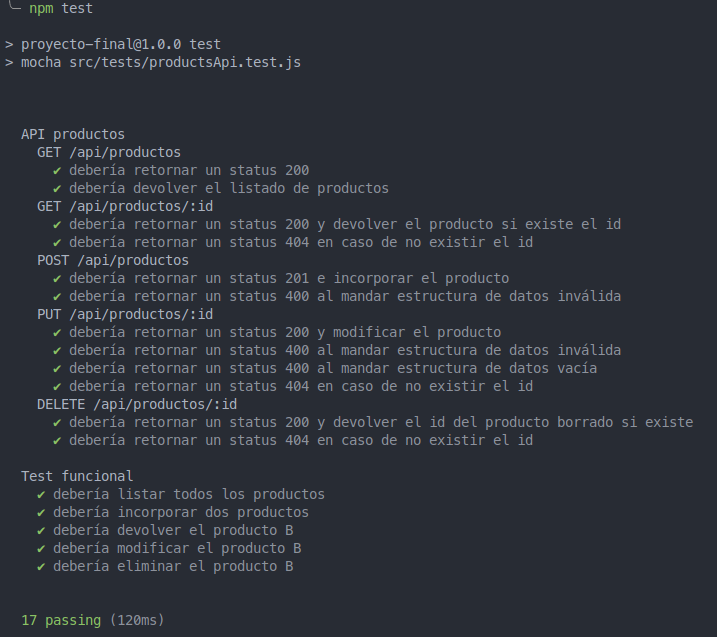 npm test
> proyecto-final@1.0.0 test
> mocha src/tests/productsApi.test.js
API productos
GET /api/productos
✔ debería retornar un status 200
✔ debería devolver el listado de productos
GET /api/productos/:id
✔ debería retornar un status 200 y devolver el producto si existe el id
✔ debería retornar un status 404 en caso de no existir el id
POST /api/productos
✔ debería retornar un status 201 e incorporar el producto
✔ debería retornar un status 400 al mandar estructura de datos inválida
PUT /api/productos/:id
✔ debería retornar un status 200 y modificar el producto
✔ debería retornar un status 400 al mandar estructura de datos inválida
✔ debería retornar un status 400 al mandar estructura de datos vacía
✔ debería retornar un status 404 en caso de no existir el id
DELETE /api/productos/:id
✔ debería retornar un status 200 y devolver el id del producto borrado si existe
✔ debería retornar un status 404 en caso de no existir el id
Test funcional
✔ debería listar todos los productos
✔ debería incorporar dos productos
✔ debería devolver el producto B
✔ debería modificar el producto B
✔ debería eliminar el producto B
17 passing (120ms)